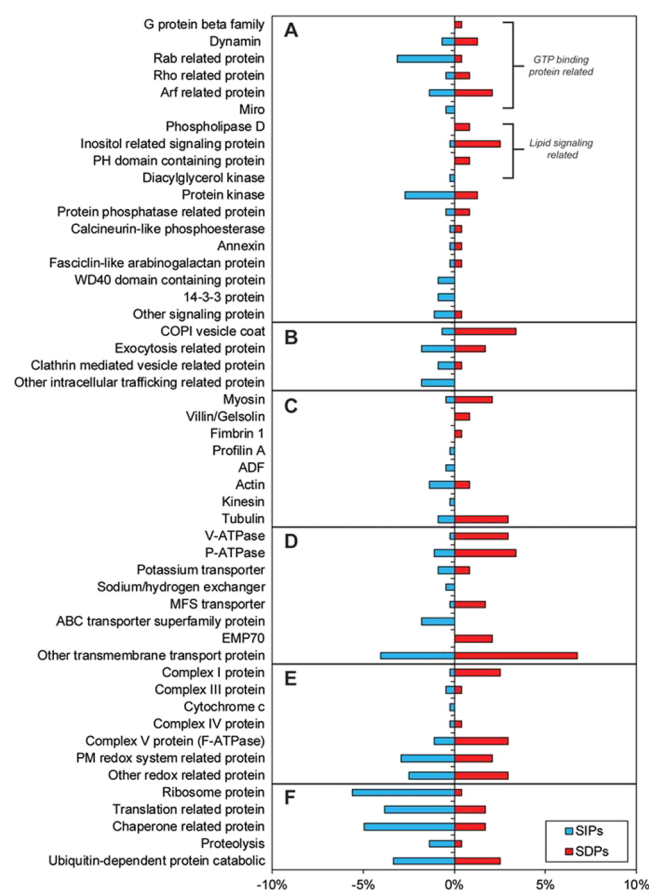 A
G protein beta family
Dynamin
Rab related protein
Rho related protein
Arf related protein
Miro
GTP binding
protein related
Phospholipase D
Inositol related signaling protein
PH domain containing protein
Diacylglycerol kinase
Lipid signaling
related
Protein kinase
Protein phosphatase related protein
Calcineurin-like phosphoesterase
Annexin
Fasciclin-like arabinogalactan protein
WD40 domain containing protein
14-3-3 protein
Other signaling protein
B
COPI vesicle coat
Exocytosis related protein
Clathrin mediated vesicle related protein
Other intracellular trafficking related protein
C
Myosin
Villin/Gelsolin
Fimbrin 1
Profilin A
ADF
Actin
Kinesin
Tubulin
D
V-ATPase
P-ATPase
Potassium transporter
Sodium/hydrogen exchanger
MFS transporter
ABC transporter superfamily protein
EMP70
Other transmembrane transport protein
E
Complex I protein
Complex III protein
Cytochrome c
Complex IV protein
Complex V protein (F-ATPase)
PM redox system related protein
Other redox related protein
F
Ribosome protein
Translation related protein
Chaperone related protein
Proteolysis
Ubiquitin-dependent protein catabolic
SIPs
SDPs
-10% -5% 0% 5% 10%